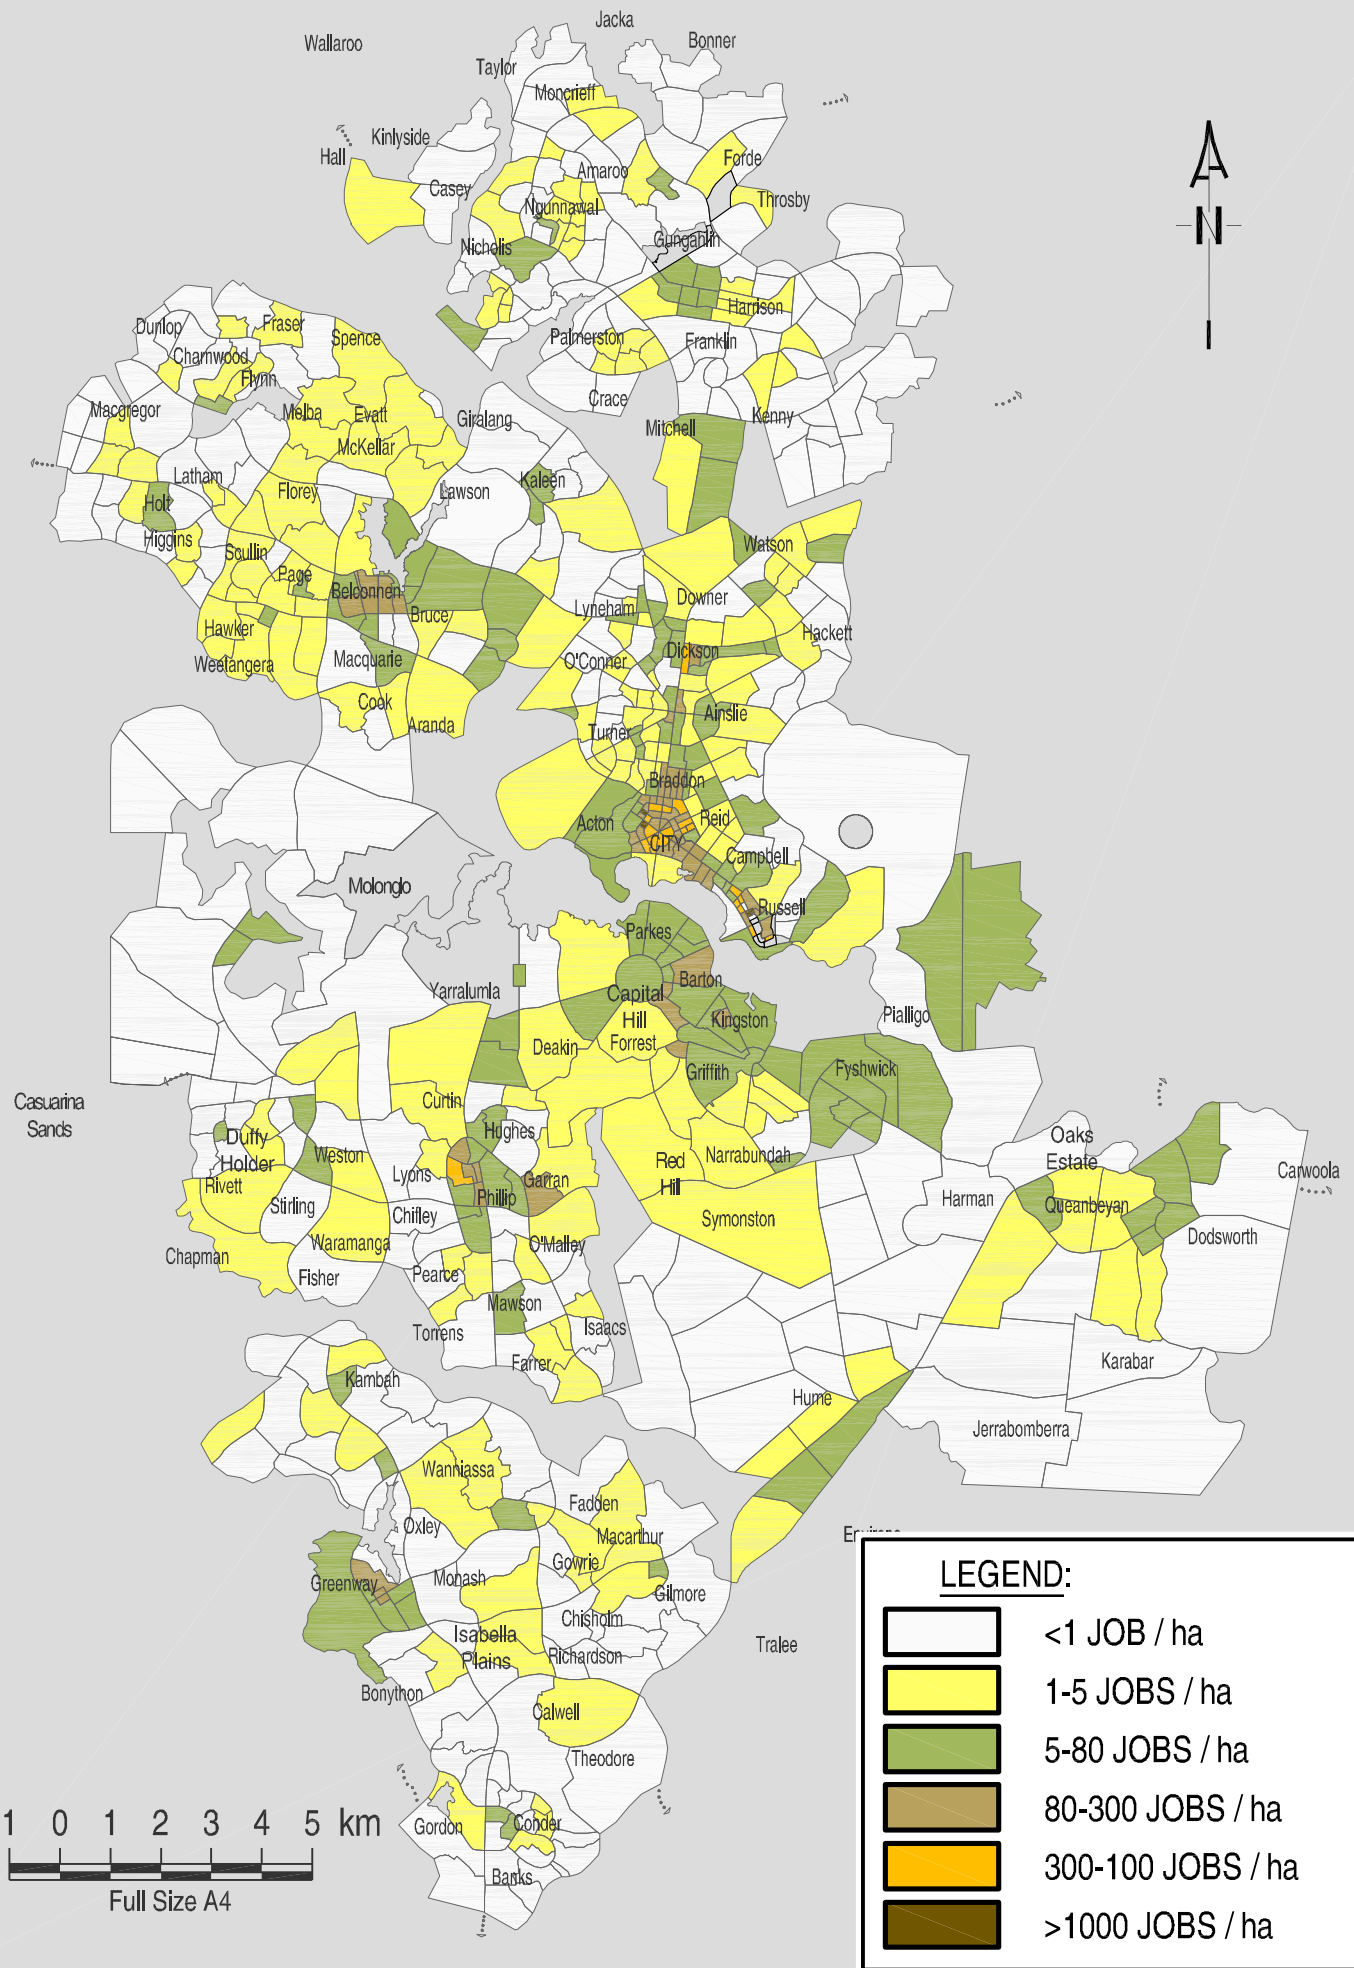 Jacka
Wallaroo
Bonner
Taylor
Moncrieff
Kinlyside
Hall
Forde
Amaroo
Casey
Throsby
Ngunnawal
N
Gungahlin
Nicholls
Harrison
Dunlop
Fraser
Spence
Palmerston
Franklin
Charnwood
Flynn
Crace
Macgregor
Melba
Evatt
Giralang
Kenny
Mitchell
McKellar
Latham
Kaleen
Florey
Lawson
Holt
Higgins
Watson
Scullin
Page
Belconnen
Downer
Lyneham
Bruce
Hawker
Hackett
Dickson
Macquarie
O'Conner
Weetangera
Cook
Ainslie
Aranda
Turner
Braddon
Reid
Acton
CITY
Campbell
Molonglo
Russell
Parkes
Barton
Yarralumla
Capital
Hill
Kingston
Pialligo
Forrest
Deakin
Griffith
Fyshwick
Casuarina
Sands
Curtin
Hughes
Duffy
Oaks
Estate
Weston
Holder
Narrabundah
Red
Hill
Lyons
Garran
Carwoola
Rivett
Phillip
Harman
Stirling
Queanbeyan
Chifley
Symonston
Dodsworth
Waramanga
O'Malley
Chapman
Pearce
Fisher
Mawson
Isaacs
Torrens
Farrer
Karabar
Kambah
Hume
Jerrabomberra
Wanniassa
Fadden
Oxley
Macarthur
Gowrie
Greenway
Monash
Gilmore
Chisholm
Isabella
Plains
Richardson
Tralee
Bonython
Calwell
Theodore
Gordon
Conder
Banks
1 0 1 2 3 4 5 km
Full Size A4
LEGEND:
<1 JOB / ha
1-5 JOBS / ha
5-80 JOBS / ha
80-300 JOBS / ha
300-100 JOBS / ha
>1000 JOBS / ha